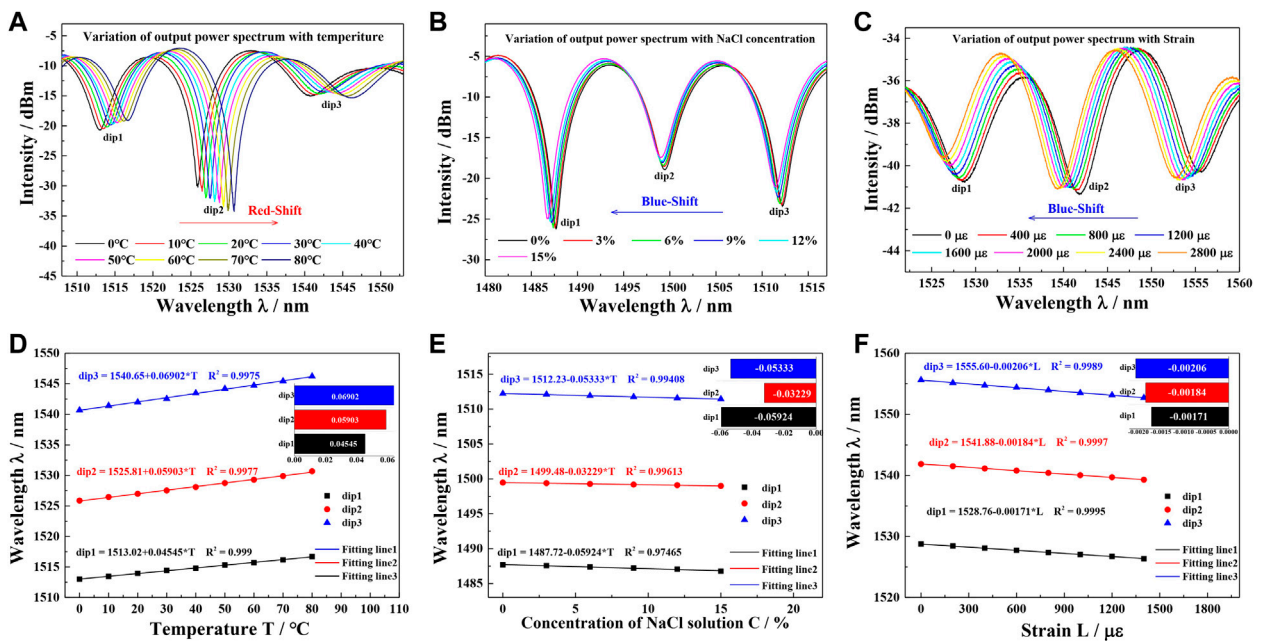 A
Variation of output power spectrum with temperiture
-5
-10
-15
-20
-25
-30
-35
-40
-45
Intensity / dBm
dip1
dip2
dip3
Red-Shift
0℃ 10℃ 20℃ 30℃ 40℃
50℃ 60℃ 70℃ 80℃
1510 1515 1520 1525 1530 1535 1540 1545 1550
Wavelength λ / nm
B
Variation of output power spectrum with NaCl concentration
0
-5
-10
-15
-20
-25
-30
Intensity / dBm
dip1
dip2
dip3
Blue-Shift
0% 3% 6% 9% 12%
15%
1480 1485 1490 1495 1500 1505 1510 1515
Wavelength λ / nm
C
Variation of output power spectrum with Strain
-34
-36
-38
-40
-42
-44
Intensity / dBm
dip1
dip2
dip3
Blue-Shift
0 με 400 με 800 με 1200 με
1600 με 2000 με 2400 με 2800 με
1525 1530 1535 1540 1545 1550 1555 1560
Wavelength λ / nm
D
1550
1545
1540
1530
1525
1520
1515
1510
Wavelength λ / nm
dip3 = 1540.65+0.06902*T R² = 0.9975
dip3
0.06902
dip2
0.05903
dip1
0.04545
0.00 0.02 0.04 0.06
dip2 = 1525.81+0.05903*T R² = 0.9977
dip1
dip2
dip3
dip1 = 1513.02+0.04545*T R² = 0.999
Fitting line1
Fitting line2
Fitting line3
0 10 20 30 40 50 60 70 80 90 100 110
Temperature T / ℃
E
1515
1510
1500
1495
1490
1485
Wavelength λ / nm
dip3
-0.05333
dip2
-0.03229
dip1
-0.05924
-0.06 -0.04 -0.02 0.00
dip3 = 1512.23-0.05333*T R² = 0.99408
dip2 = 1499.48-0.03229*T R² = 0.99613
dip1
dip2
dip3
dip1 = 1487.72-0.05924*T R² = 0.97465
Fitting line1
Fitting line2
Fitting line3
0 5 10 15 20
Concentration of NaCl solution C / %
F
1560
1550
1540
1530
1520
Wavelength λ / nm
dip3 = 1555.60-0.00206*L R² = 0.9989
dip3
-0.00206
dip2
-0.00184
dip1
-0.00171
-0.0020 -0.0015 -0.0010 -0.0005 0.0000
dip2 = 1541.88-0.00184*L R² = 0.9997
dip1
dip2
dip3
dip1 = 1528.76-0.00171*L R² = 0.9995
Fitting line1
Fitting line2
Fitting line3
0 300 600 900 1200 1500 1800
Strain L / με